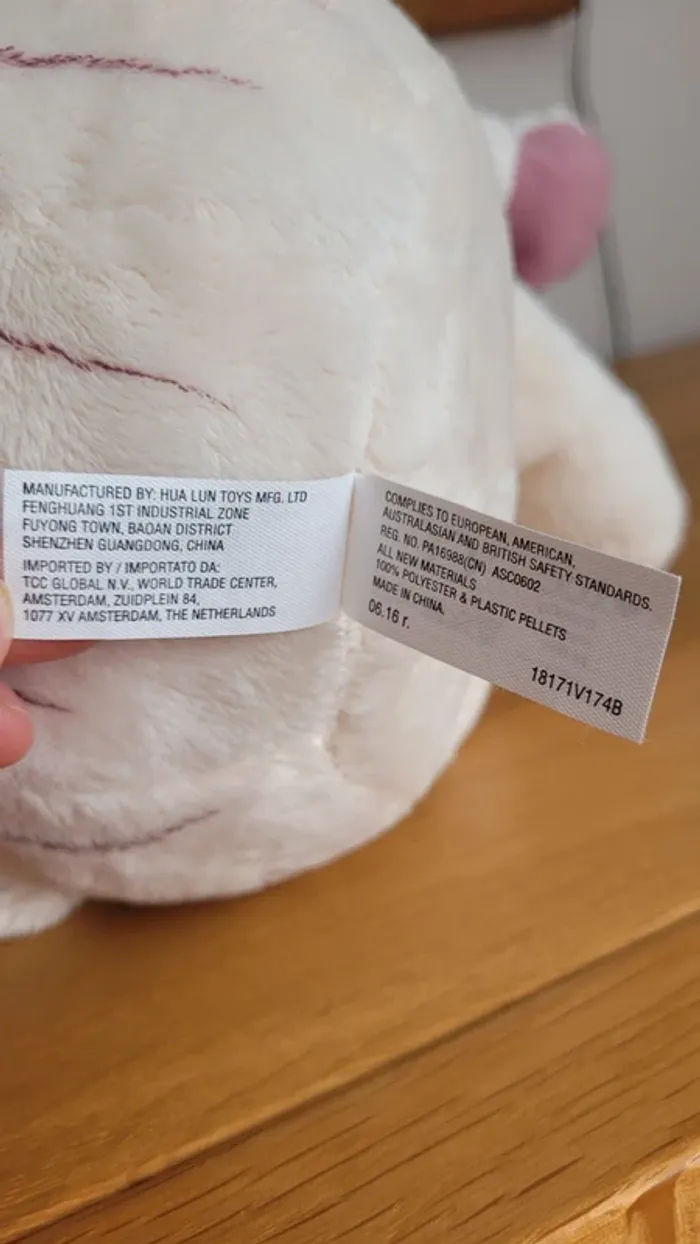 MANUFACTURED BY: HUA LUN TOYS MFG. LTD
FENGHUANG 1ST INDUSTRIAL ZONE
FUYONG TOWN, BAOAN DISTRICT
SHENZHEN GUANGDONG, CHINA
IMPORTED BY / IMPORTATO DA:
TCC GLOBAL N.V., WORLD TRADE CENTER,
AMSTERDAM, ZUIDPLEIN 84,
1077 XV AMSTERDAM, THE NETHERLANDS
COMPLIES TO EUROPEAN, AMERICAN,
AUSTRALASIAN AND BRITISH SAFETY STANDARDS.
REG. NO. PA16988(CN) ASC0602
ALL NEW MATERIALS
100% POLYESTER & PLASTIC PELLETS
MADE IN CHINA.
06.16 r.
18171V174B